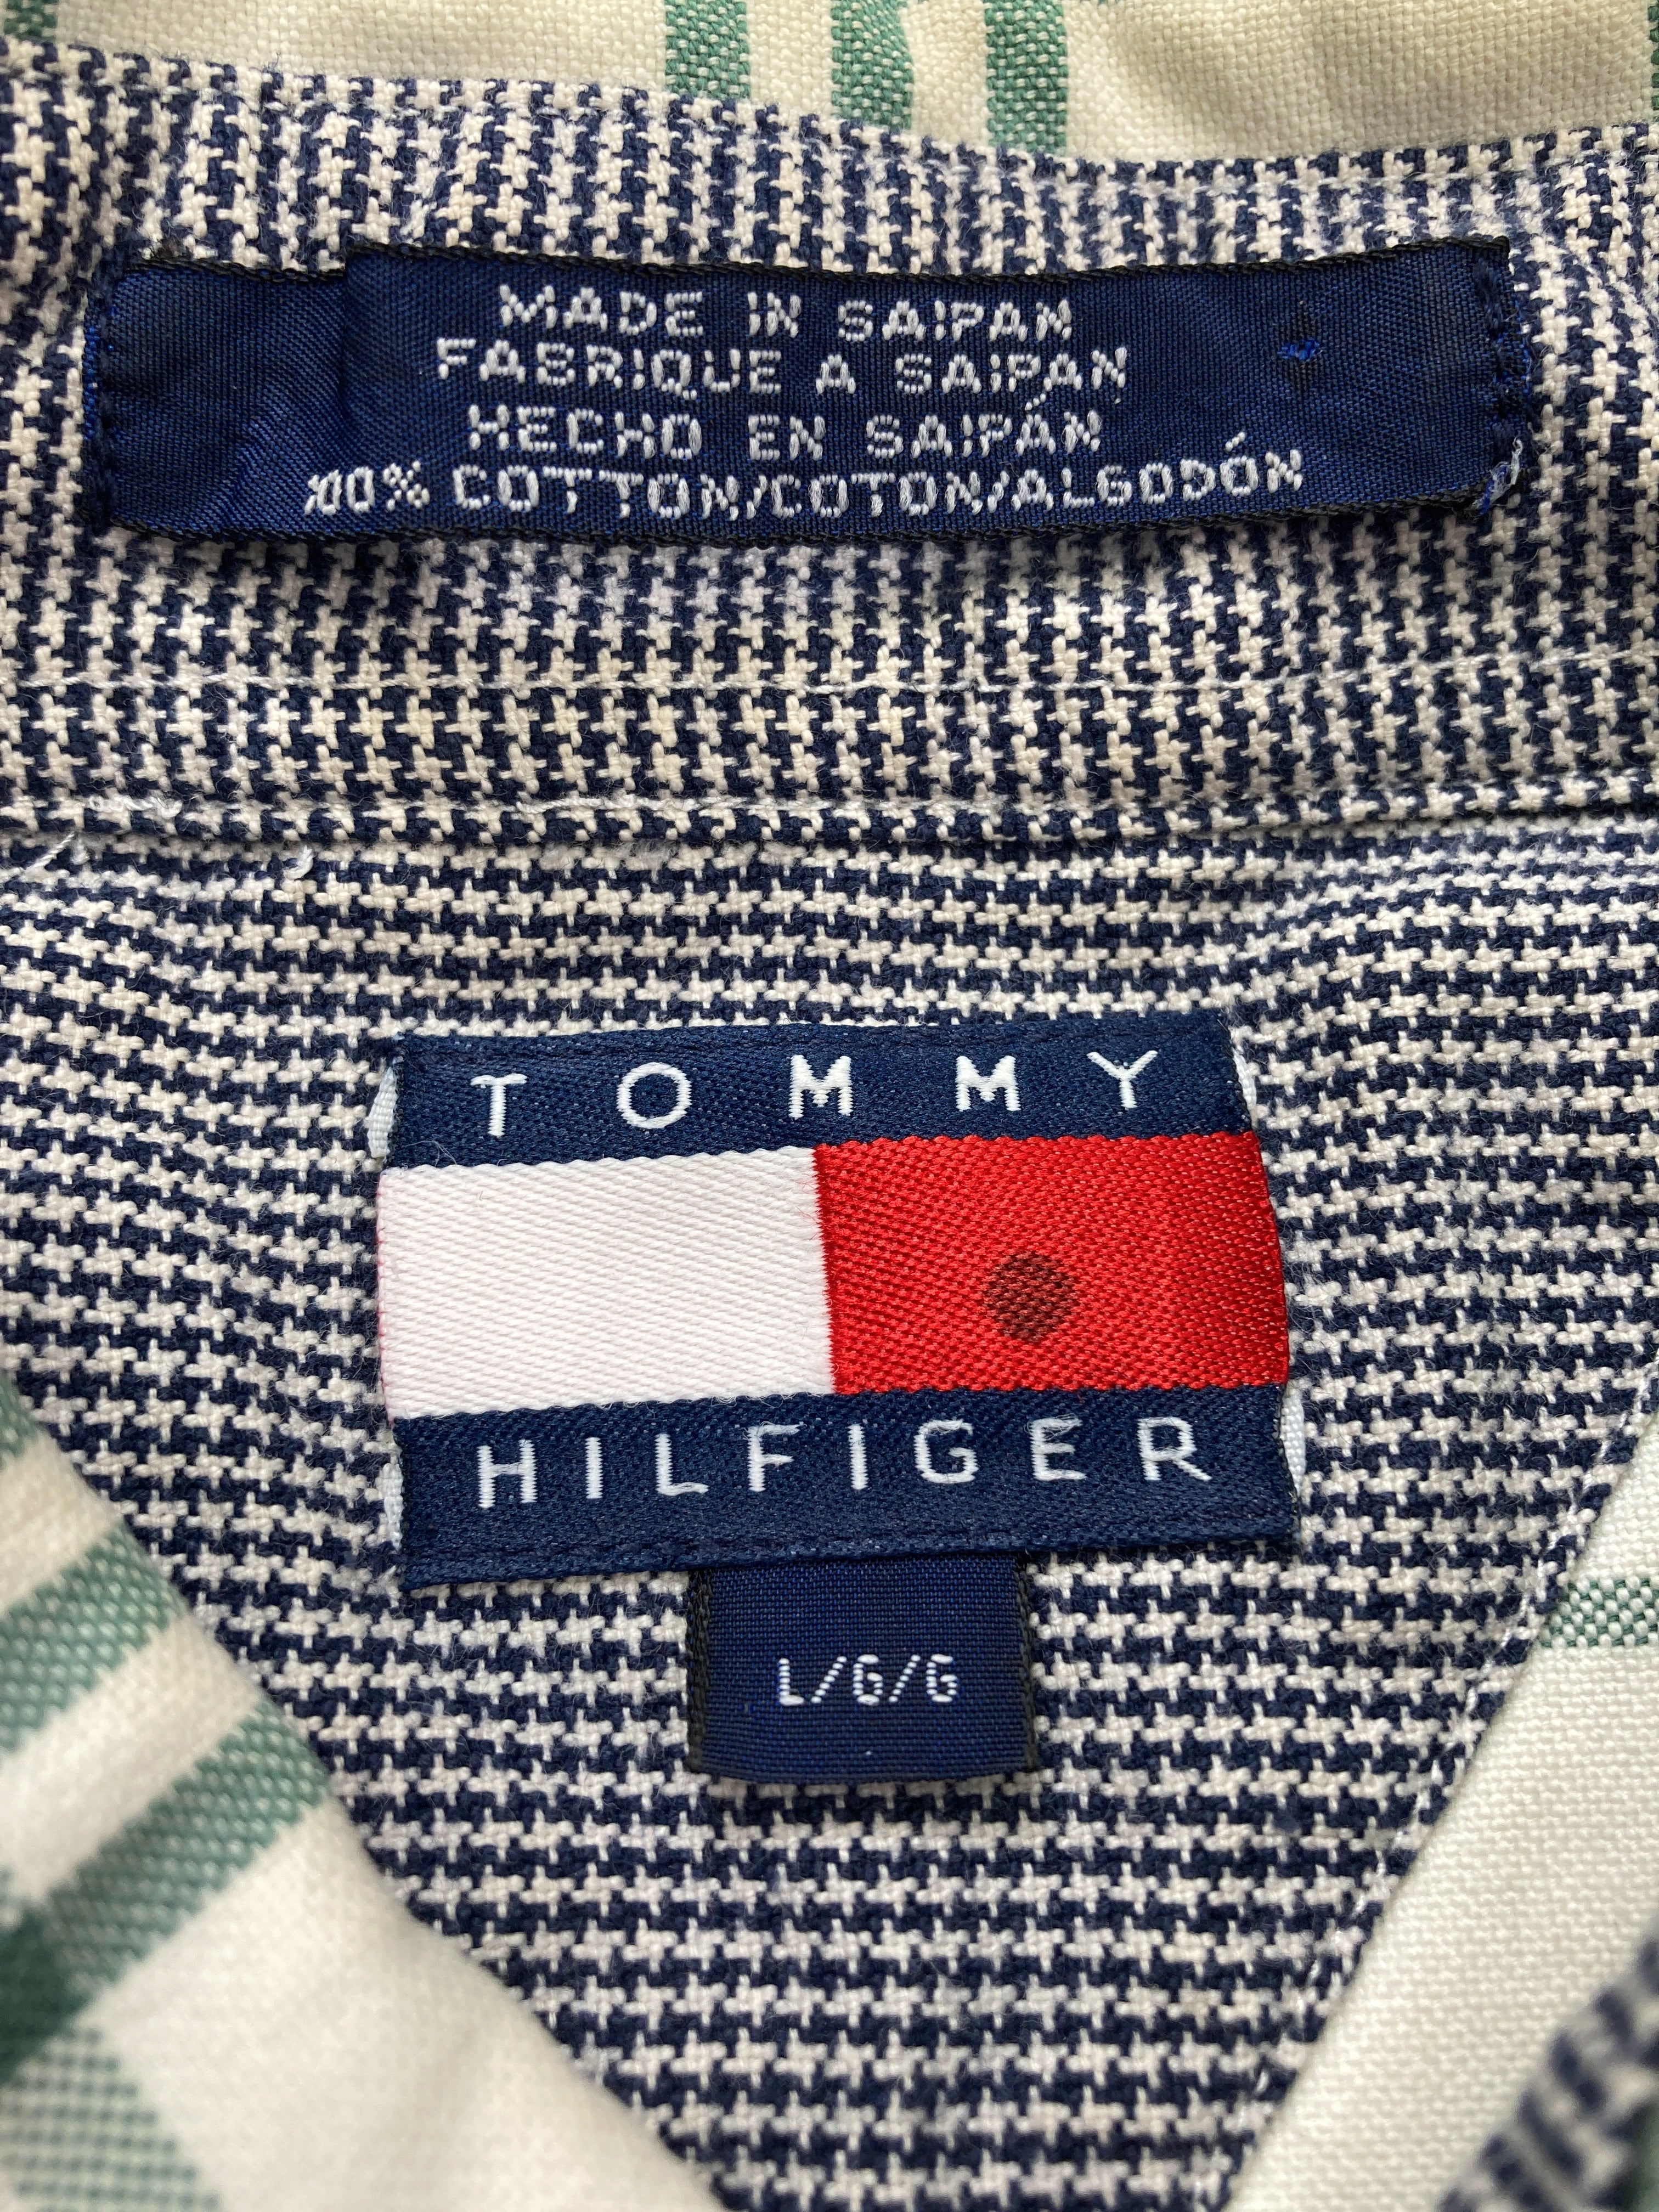 MADE IN SAIPAN
FABRIQUE A SAIPAN
HECHO EN SAIPÁN
100% COTTON/COTON/ALGODÓN
TOMMY
HILFIGER
L/G/G